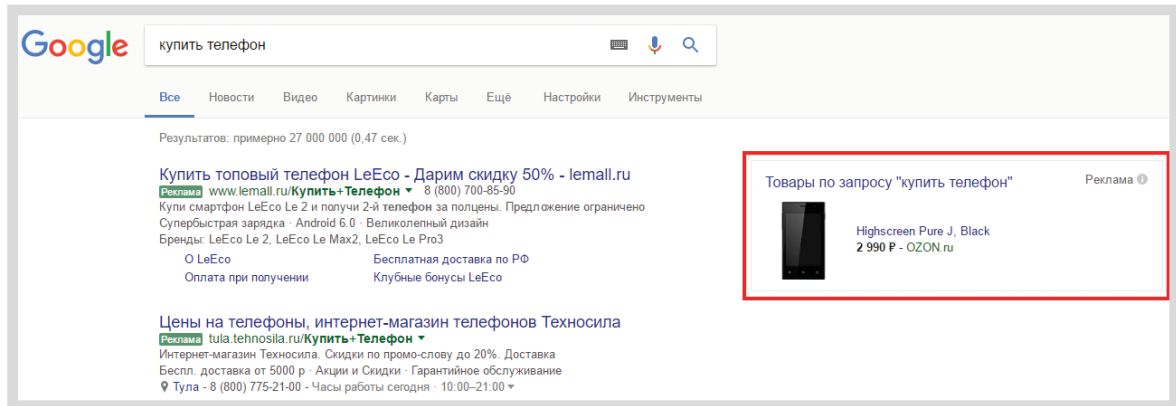 Google
купить телефон
Все Новости Видео Картинки Карты Ещё Настройки Инструменты
Результатов: примерно 27 000 000 (0,47 сек.)
Купить топовый телефон LeEco - Дарим скидку 50% - lemall.ru
Реклама www.lemall.ru/Купить+Телефон 8 (800) 700-85-90
Купи смартфон LeEco Le 2 и получи 2-й телефон за полцены. Предложение ограничено
Супербыстрая зарядка · Android 6.0 · Великолепный дизайн
Бренды: LeEco Le 2, LeEco Le Max2, LeEco Le Pro3
О LeEco Бесплатная доставка по РФ
Оплата при получении Клубные бонусы LeEco
Цены на телефоны, интернет-магазин телефонов Техносила
Реклама tula.tehnosila.ru/Купить+Телефон
Интернет-магазин Техносила. Скидки по промо-слову до 20%. Доставка
Беспл. доставка от 5000 р · Акции и Скидки · Гарантийное обслуживание
Тула - 8 (800) 775-21-00 - Часы работы сегодня · 10:00–21:00
Товары по запросу "купить телефон" Реклама
Highscreen Pure J, Black
2 990 ₽ - OZON.ru